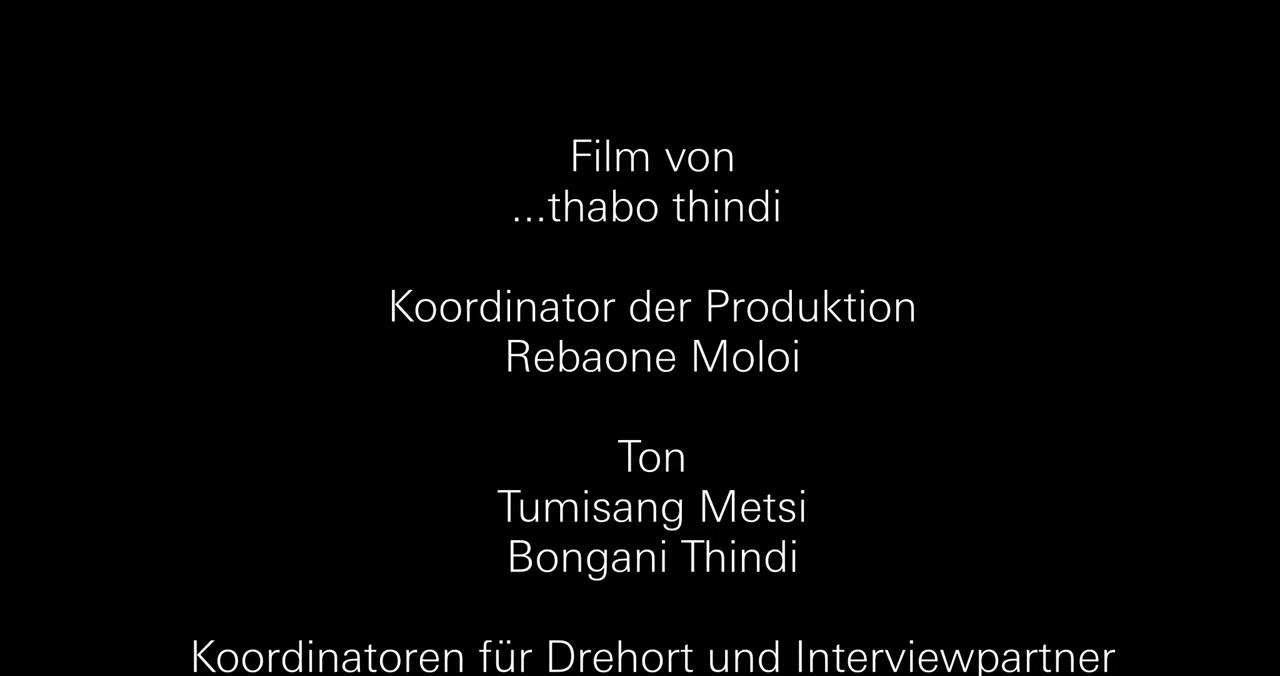 Film von
...thabo thindi
Koordinator der Produktion
Rebaone Moloi
Ton
Tumisang Metsi
Bongani Thindi
Koordinatoren für Drehort und Interviewpartner